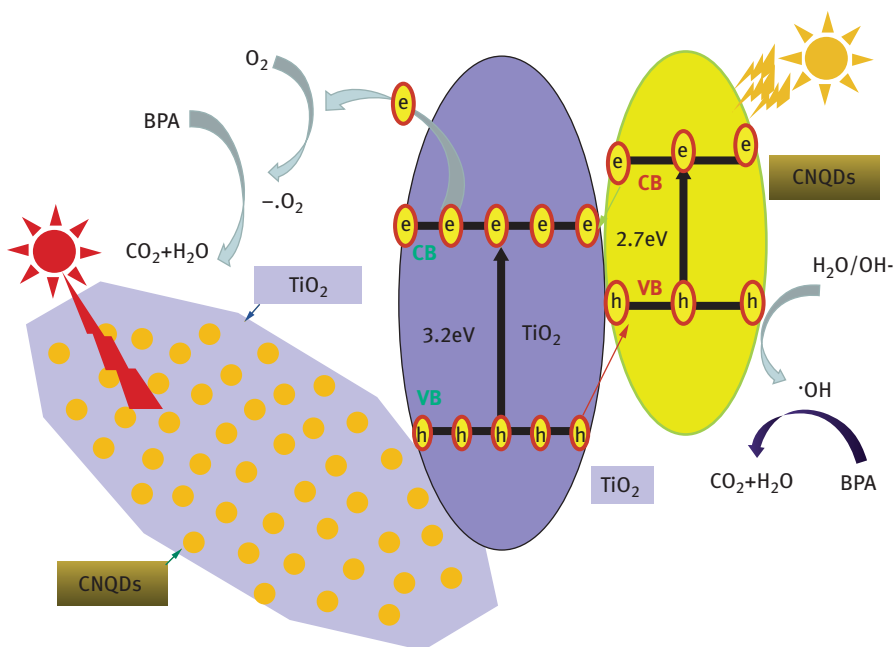 O₂
BPA
–.O₂
CO₂+H₂O
TiO₂
CNQDs
e
e e e e e
CB
3.2eV
TiO₂
VB
h h h h h
TiO₂
e e e
CB
2.7eV
VB
h h h
CNQDs
H₂O/OH-
·OH
CO₂+H₂O
BPA